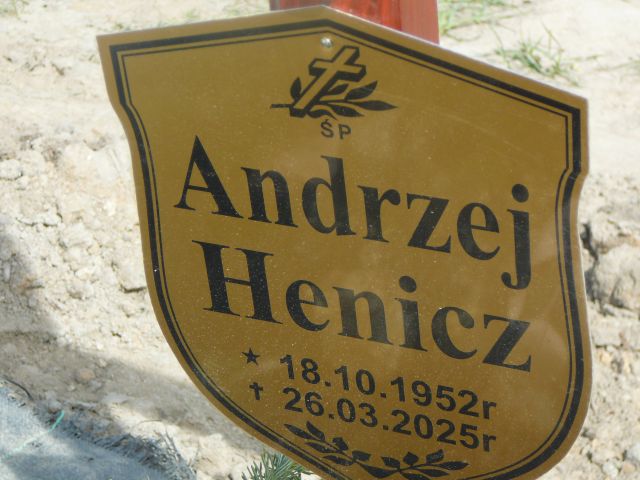 ŚP
Andrzej
Henicz
★ 18.10.1952r
✝ 26.03.2025r